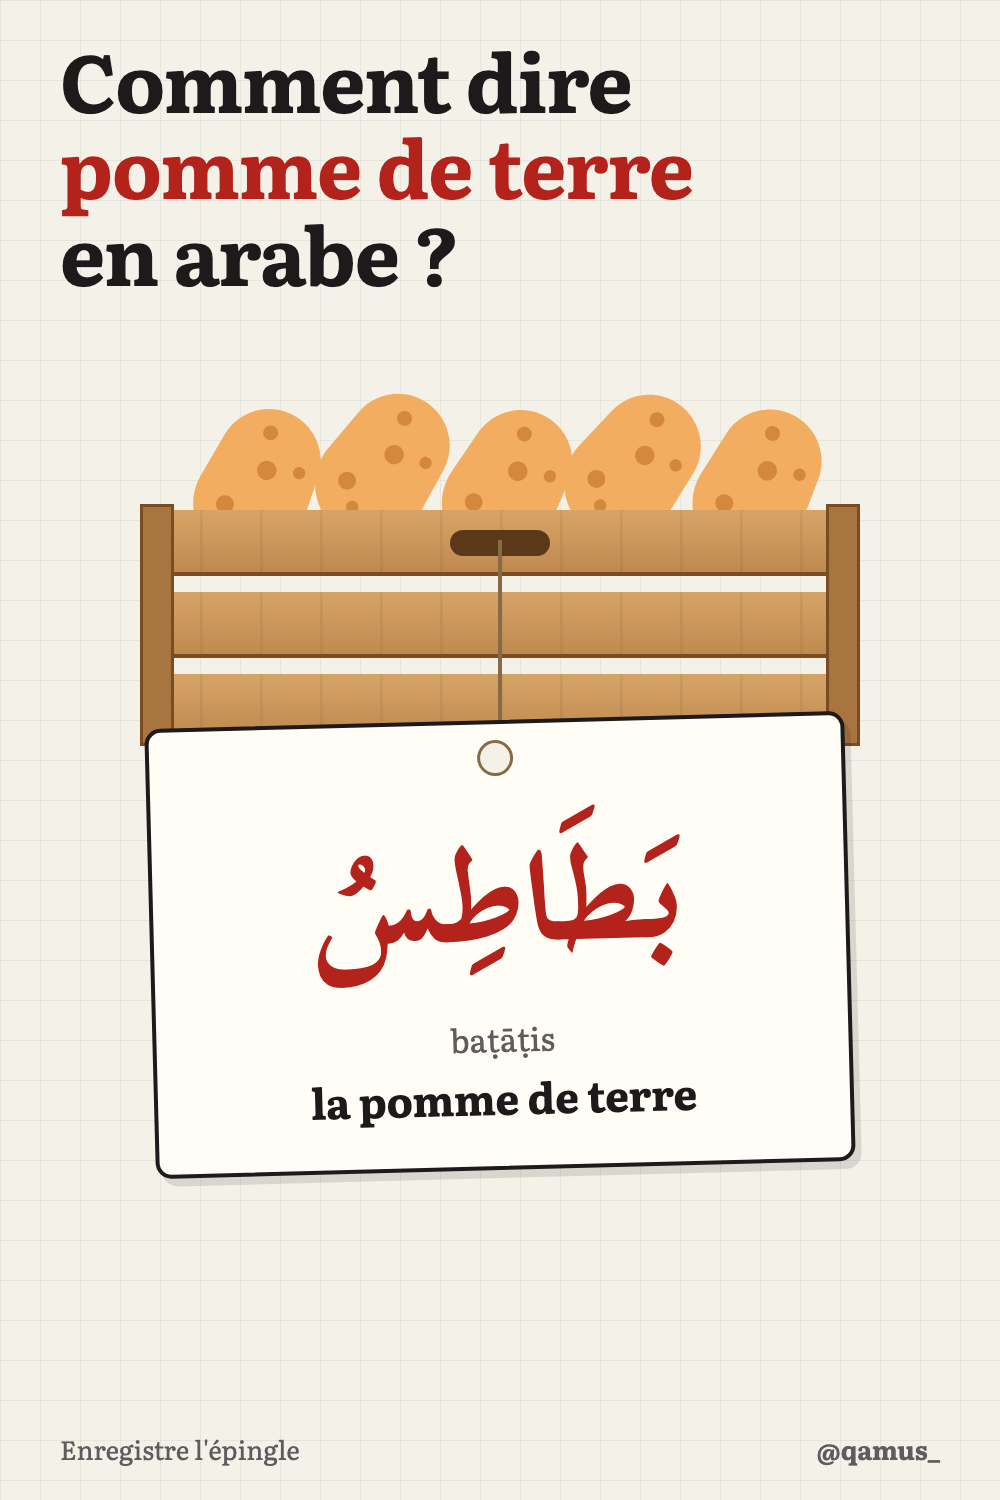 Comment dire
pomme de terre
en arabe ?
بَطَاطِسُ
baṭāṭis
la pomme de terre
Enregistre l'épingle
@qamus_